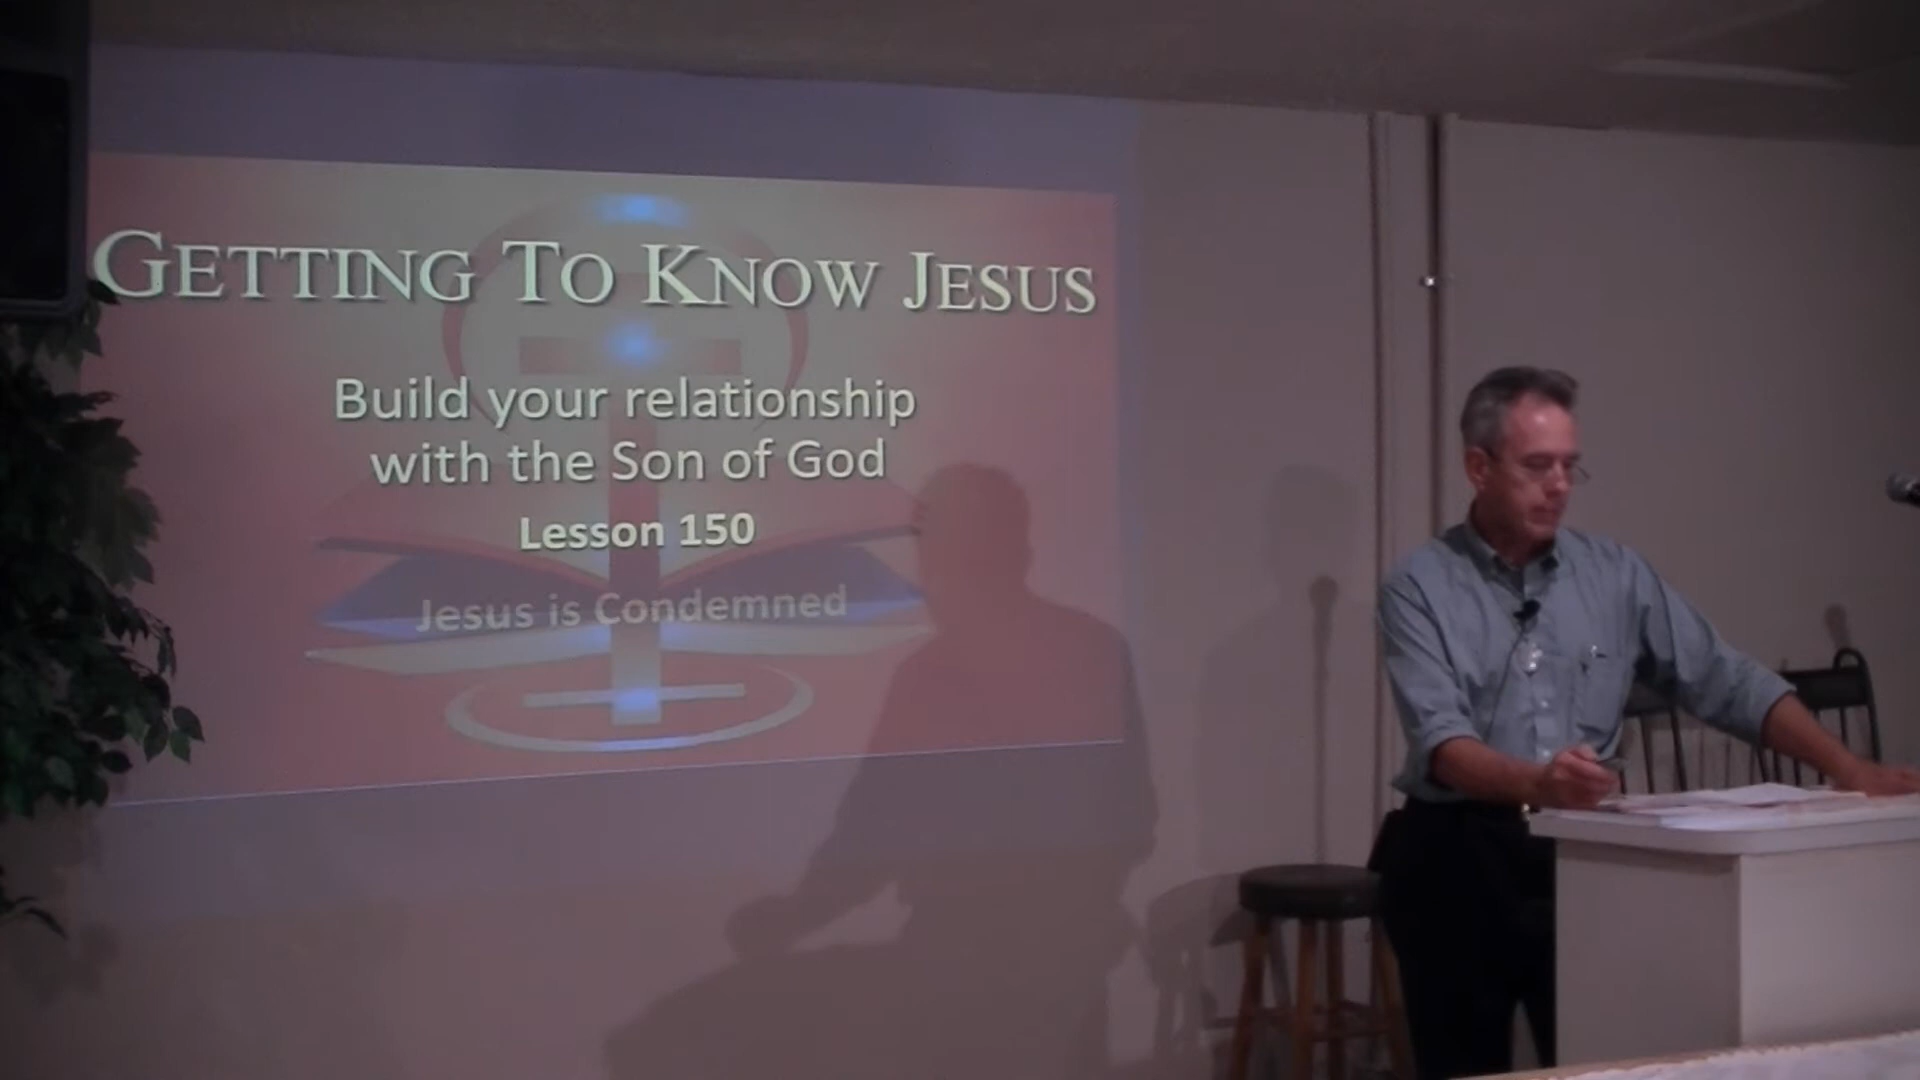 GETTING TO KNOW JESUS
Build your relationship
with the Son of God
Lesson 150
Jesus is Condemned